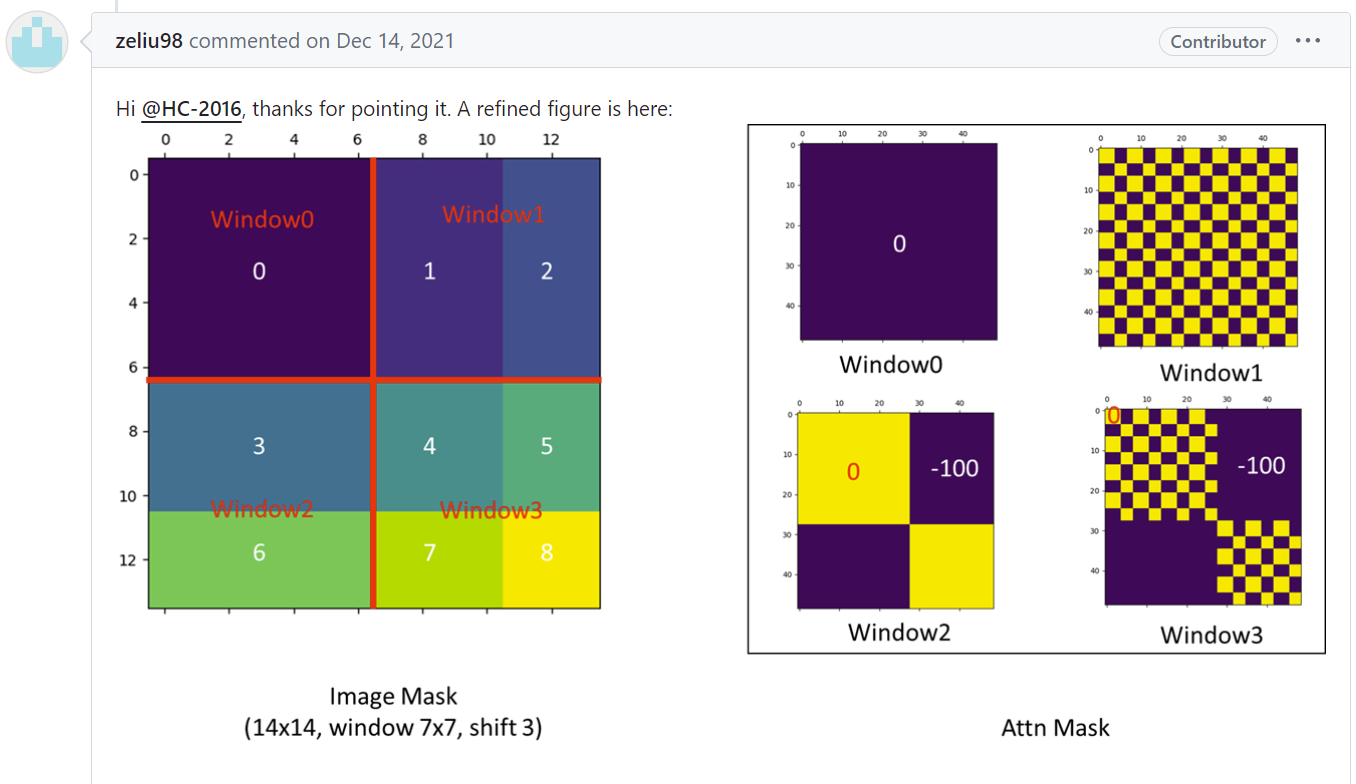 zeliu98 commented on Dec 14, 2021
Contributor
Hi @HC-2016, thanks for pointing it. A refined figure is here:
0 2 4 6 8 10 12
0
2
4
6
8
10
12
Window0
Window1
0
1
2
3
4
5
Window2
Window3
6
7
8
Image Mask
(14x14, window 7x7, shift 3)
0 10 20 30 40
0
10
20
30
40
0
Window0
0 10 20 30 40
0
10
20
30
40
Window1
0 10 20 30 40
0
10
20
30
40
0
-100
Window2
0 10 20 30 40
0
10
20
30
40
0
-100
Window3
Attn Mask